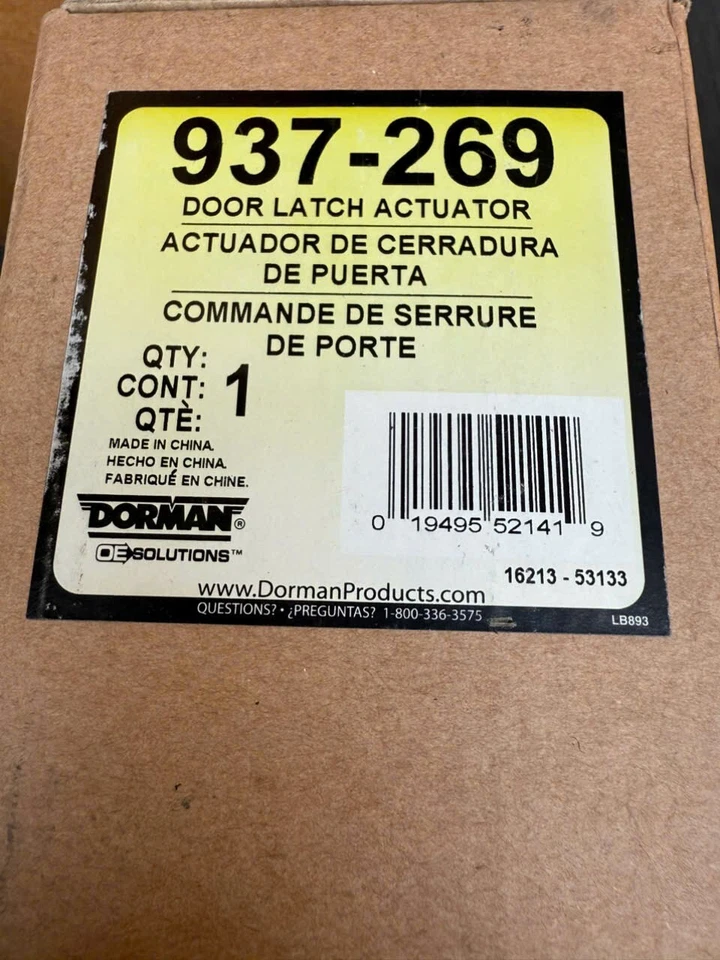 937-269
DOOR LATCH ACTUATOR
ACTUADOR DE CERRADURA
DE PUERTA
COMMANDE DE SERRURE
DE PORTE
QTY:
CONT: 1
QTÈ:
MADE IN CHINA.
HECHO EN CHINA.
FABRIQUÉ EN CHINE.
DORMAN®
OE SOLUTIONS™
0 19495 52141 9
16213 - 53133
www.DormanProducts.com
QUESTIONS? • ¿PREGUNTAS? 1-800-336-3575
LB893